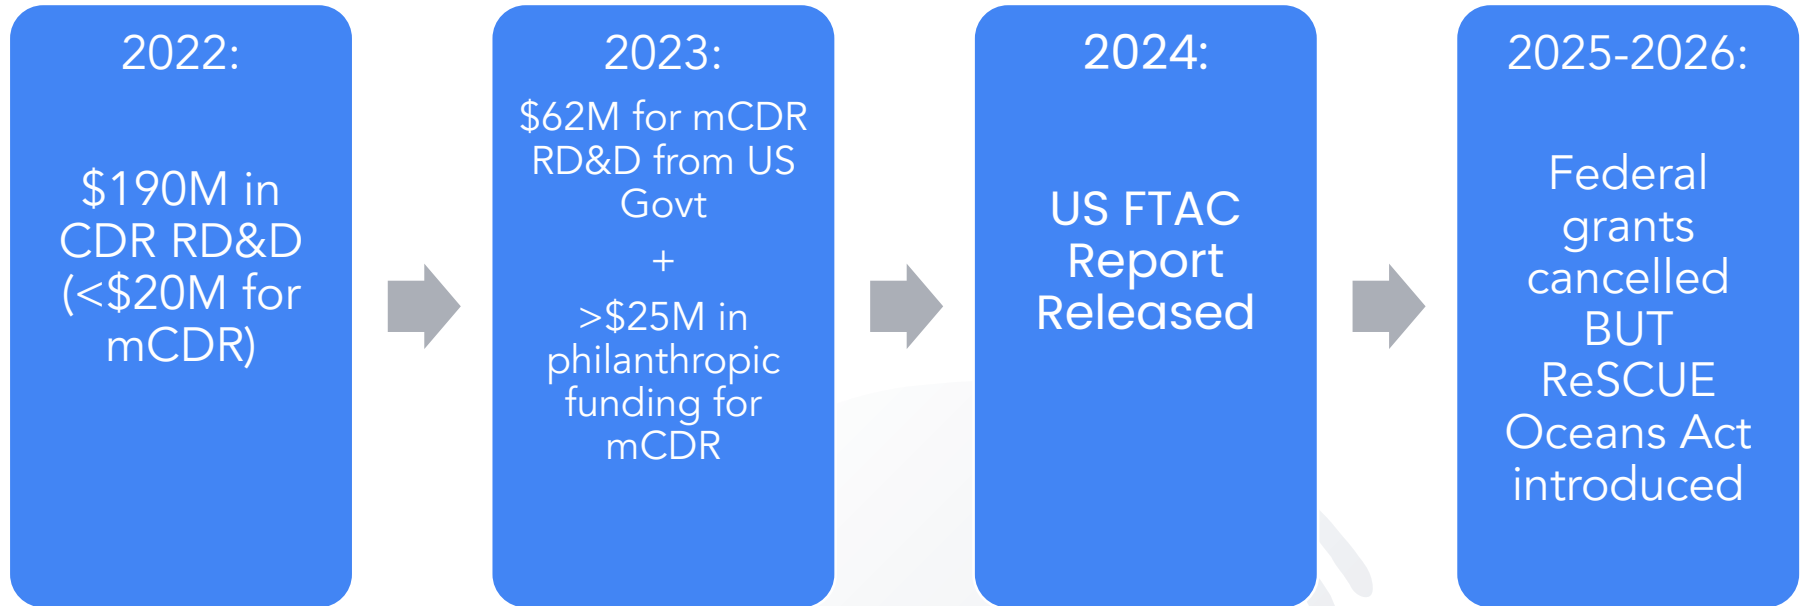 2022:
$190M in
CDR RD&D
(<$20M for
mCDR)
2023:
$62M for mCDR
RD&D from US
Govt
+
>$25M in
philanthropic
funding for
mCDR
2024:
US FTAC
Report
Released
2025-2026:
Federal
grants
cancelled
BUT
ReSCUE
Oceans Act
introduced